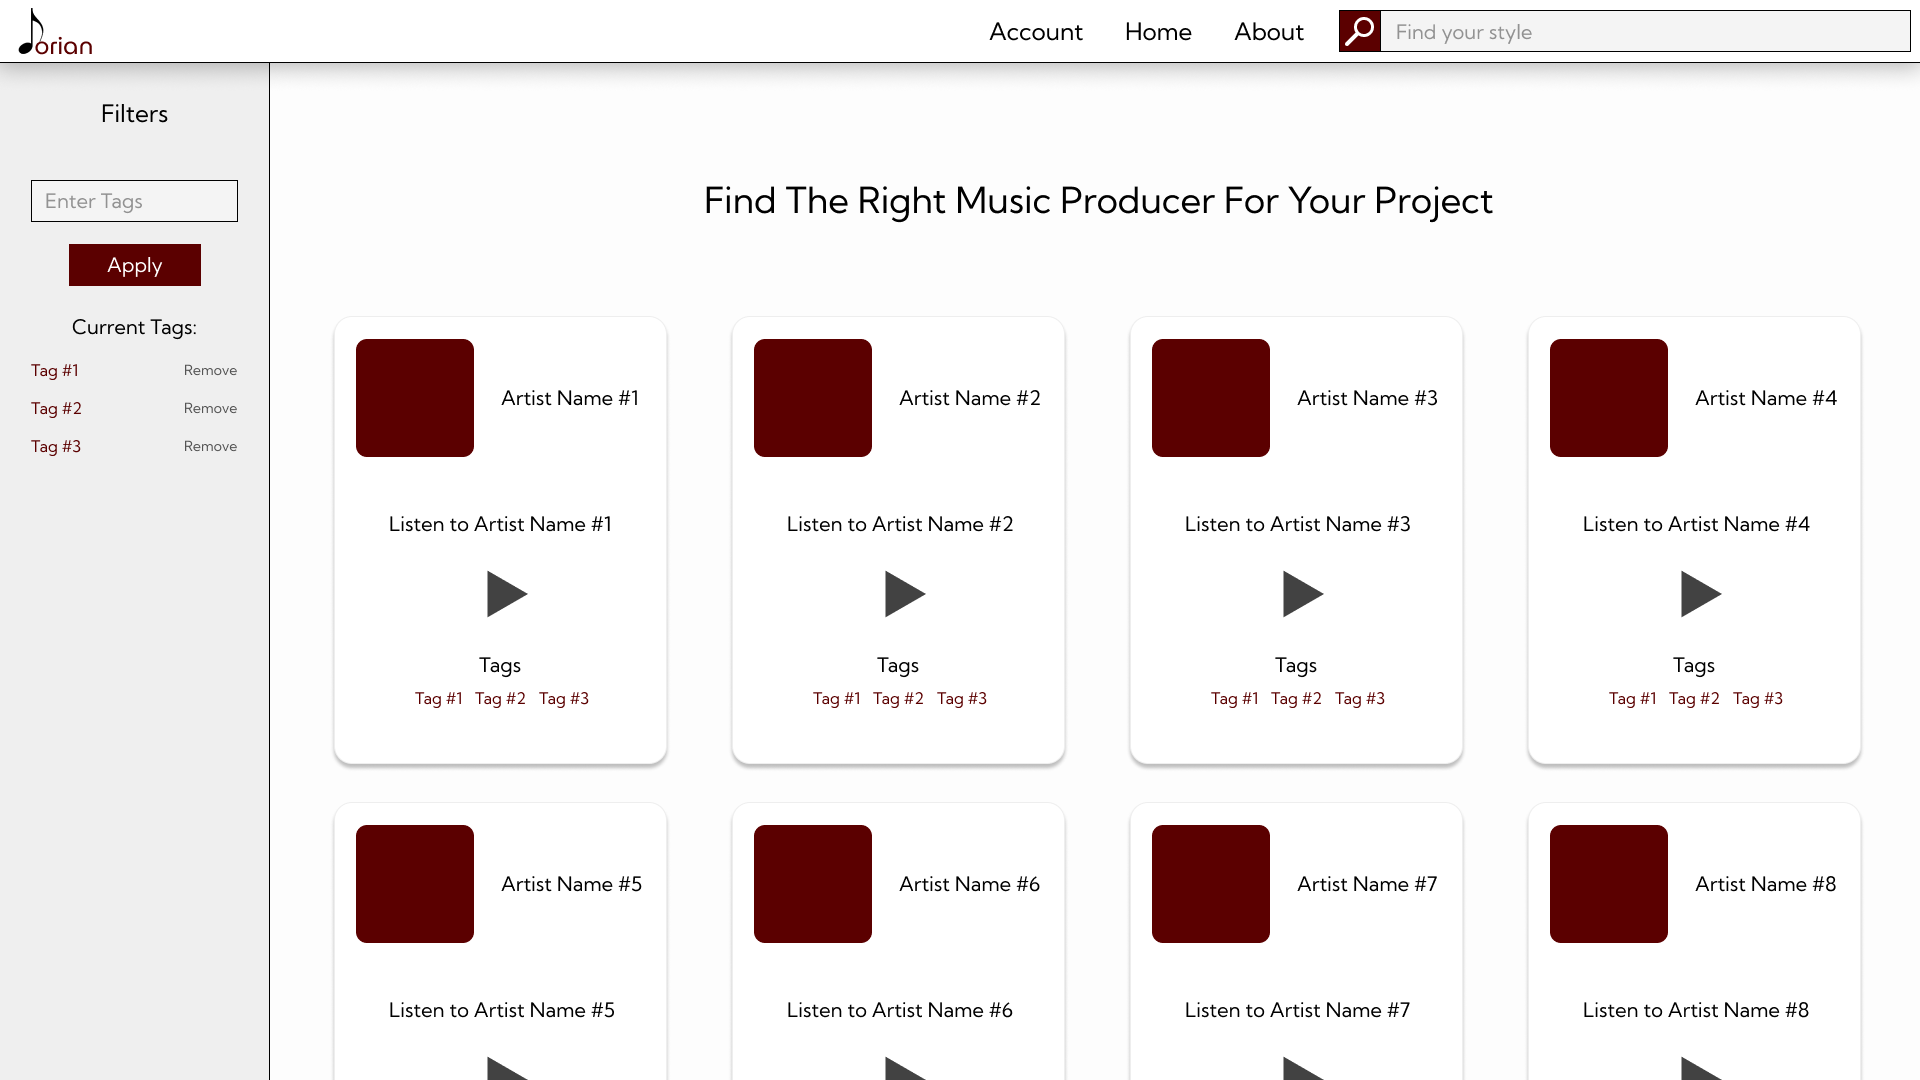 Dorian
Account Home About Find your style
Filters
Enter Tags
Apply
Current Tags:
Tag #1 Remove
Tag #2 Remove
Tag #3 Remove
Find The Right Music Producer For Your Project
Artist Name #1
Listen to Artist Name #1
Tags
Tag #1 Tag #2 Tag #3
Artist Name #2
Listen to Artist Name #2
Tags
Tag #1 Tag #2 Tag #3
Artist Name #3
Listen to Artist Name #3
Tags
Tag #1 Tag #2 Tag #3
Artist Name #4
Listen to Artist Name #4
Tags
Tag #1 Tag #2 Tag #3
Artist Name #5
Listen to Artist Name #5
Artist Name #6
Listen to Artist Name #6
Artist Name #7
Listen to Artist Name #7
Artist Name #8
Listen to Artist Name #8